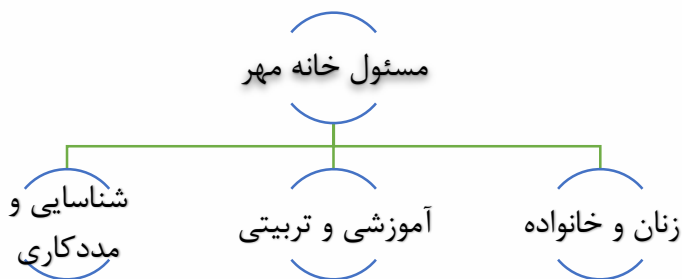 مسئول خانه مهر
زنان و خانواده
آموزشی و تربیتی
شناسایی و
مددکاری